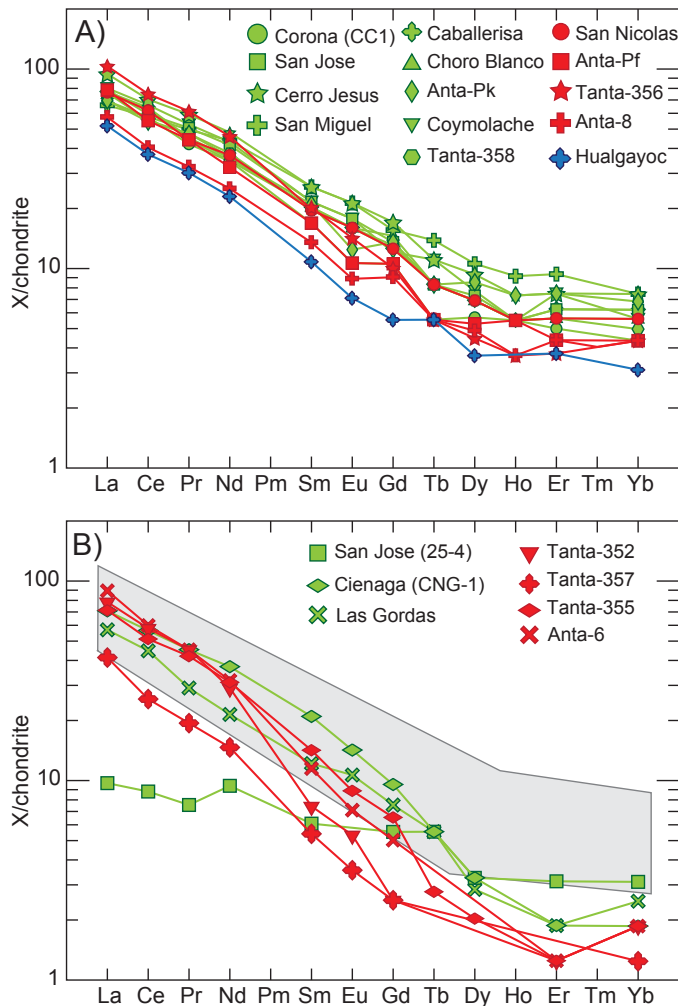 A)
Corona (CC1)
San Jose
Cerro Jesus
San Miguel
Caballerisa
Choro Blanco
Anta-Pk
Coymolache
Tanta-358
San Nicolas
Anta-Pf
Tanta-356
Anta-8
Hualgayoc
100
10
1
X/chondrite
La Ce Pr Nd Pm Sm Eu Gd Tb Dy Ho Er Tm Yb
B)
San Jose (25-4)
Cienaga (CNG-1)
Las Gordas
Tanta-352
Tanta-357
Tanta-355
Anta-6
100
10
1
X/chondrite
La Ce Pr Nd Pm Sm Eu Gd Tb Dy Ho Er Tm Yb